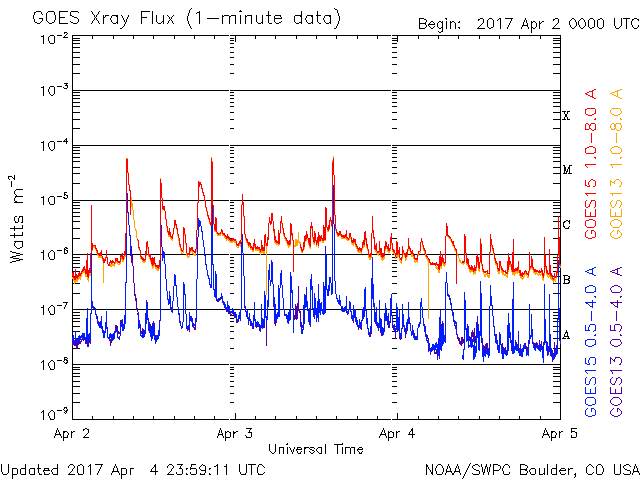 GOES Xray Flux (1-minute data)
Begin: 2017 Apr 2 0000 UTC
10⁻²
10⁻³
10⁻⁴
10⁻⁵
10⁻⁶
10⁻⁷
10⁻⁸
10⁻⁹
Watts m⁻²
X
M
C
B
A
GOES15 1.0-8.0 A
GOES13 1.0-8.0 A
GOES15 0.5-4.0 A
GOES13 0.5-4.0 A
Apr 2
Apr 3
Apr 4
Apr 5
Universal Time
Updated 2017 Apr 4 23:59:11 UTC
NOAA/SWPC Boulder, CO USA